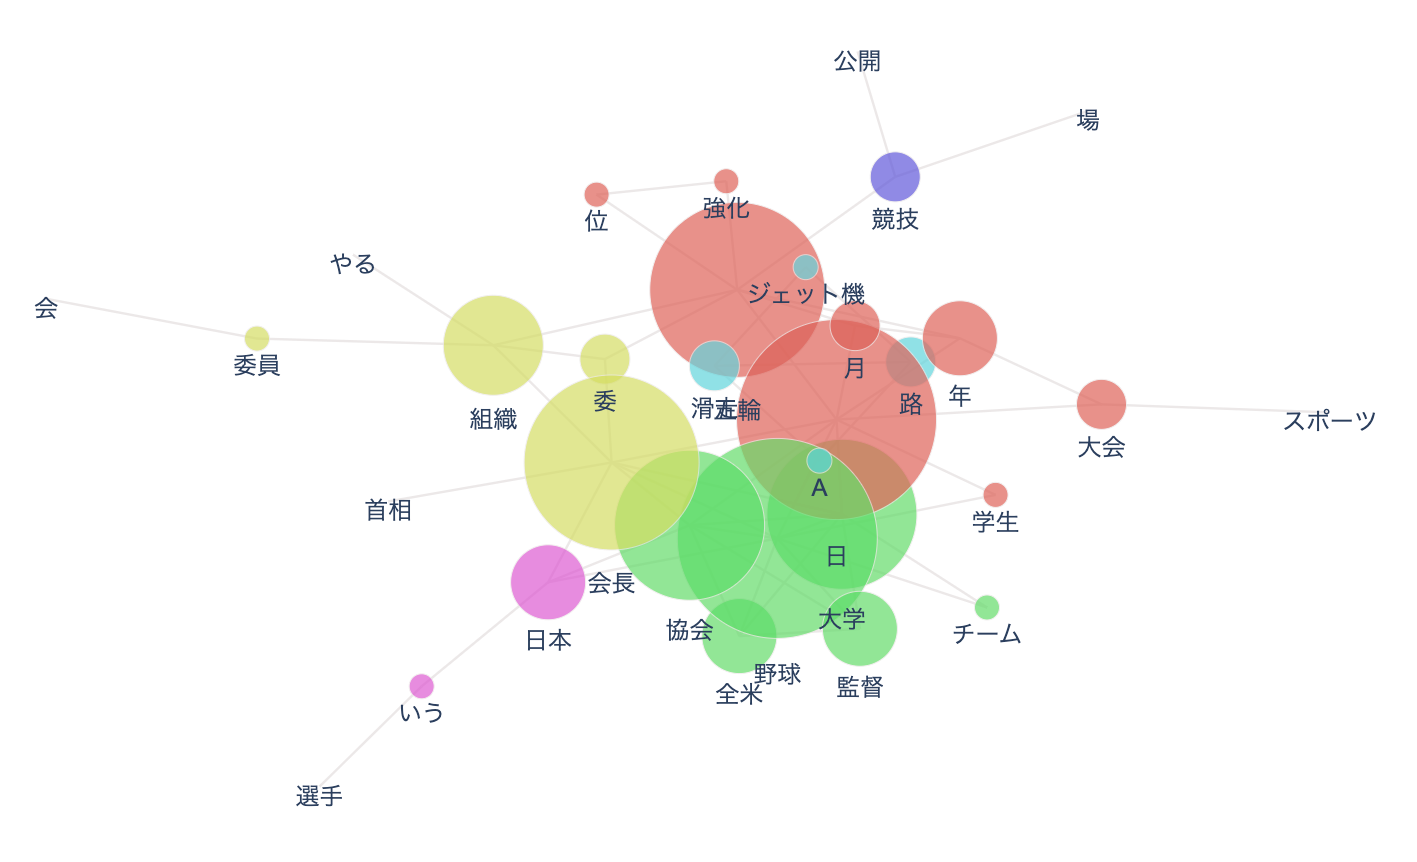 公開
場
強化
位
競技
やる
ジェット機
会
委員
月
年
委
路
滑走
五輪
組織
スポーツ
大会
A
首相
学生
日
会長
大学
協会
日本
チーム
野球
監督
全米
いう
選手